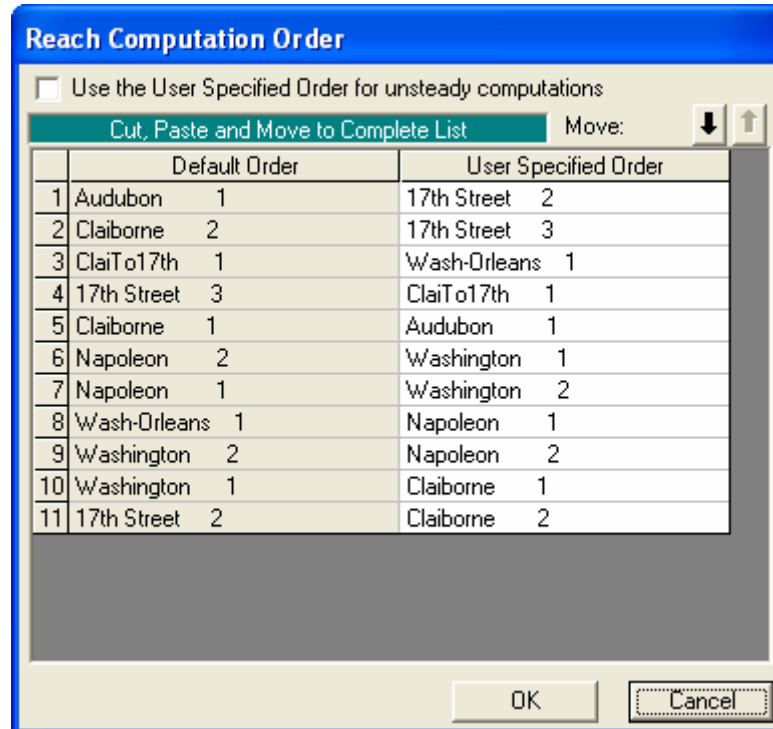 Reach Computation Order
Use the User Specified Order for unsteady computations
Cut, Paste and Move to Complete List Move:
Default Order User Specified Order
1 Audubon 1 17th Street 2
2 Claiborne 2 17th Street 3
3 ClaiTo17th 1 Wash-Orleans 1
4 17th Street 3 ClaiTo17th 1
5 Claiborne 1 Audubon 1
6 Napoleon 2 Washington 1
7 Napoleon 1 Washington 2
8 Wash-Orleans 1 Napoleon 1
9 Washington 2 Napoleon 2
10 Washington 1 Claiborne 1
11 17th Street 2 Claiborne 2
OK Cancel